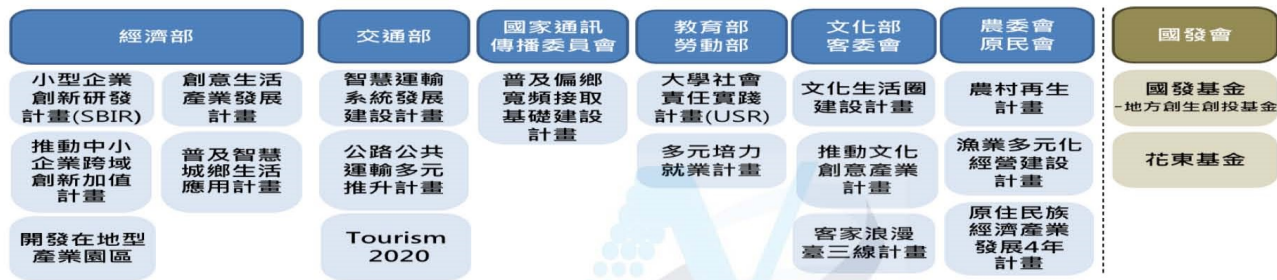 經濟部
小型企業
創新研發
計畫(SBIR)
創意生活
產業發展
計畫
推動中小
企業跨域
創新加值
計畫
普及智慧
城鄉生活
應用計畫
開發在地型
產業園區
交通部
智慧運輸
系統發展
建設計畫
公路公共
運輸多元
推升計畫
Tourism
2020
國家通訊
傳播委員會
普及偏鄉
寬頻接取
基礎建設
計畫
教育部
勞動部
大學社會
責任實踐
計畫(USR)
多元培力
就業計畫
文化部
客委會
文化生活圈
建設計畫
推動文化
創意產業
計畫
客家浪漫
臺三線計畫
農委會
原民會
農村再生
計畫
漁業多元化
經營建設
計畫
原住民族
經濟產業
發展4年
計畫
國發會
國發基金
-地方創生創投基金
花東基金